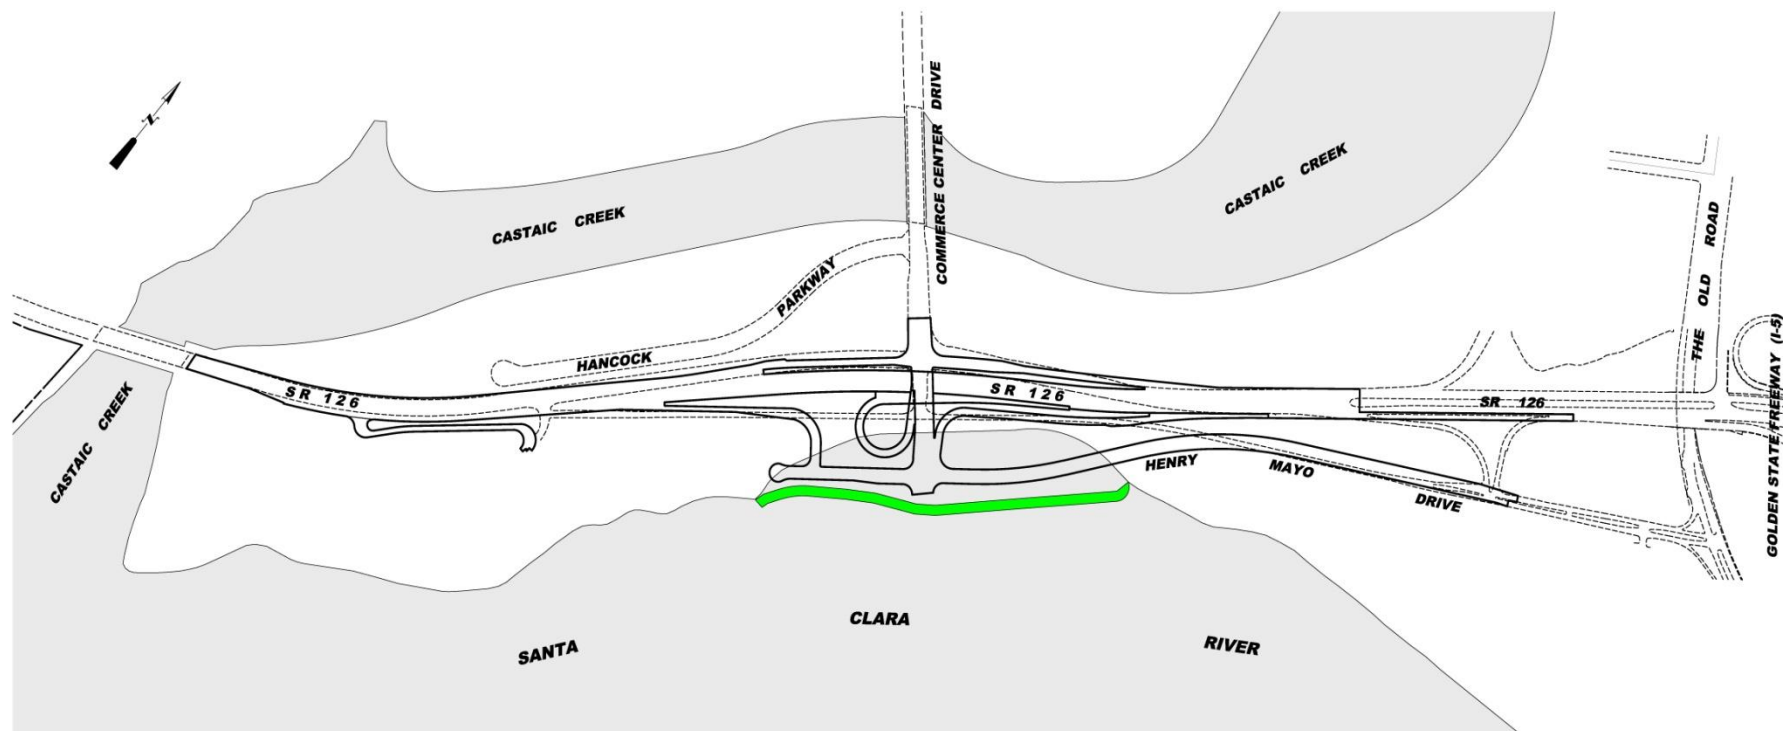 N
COMMERCE CENTER DRIVE
CASTAIC CREEK
CASTAIC CREEK
PARKWAY
HANCOCK
THE OLD ROAD
GOLDEN STATE FREEWAY (I-5)
CASTAIC CREEK
SR 126
SR 126
SR 126
HENRY MAYO DRIVE
SANTA CLARA RIVER